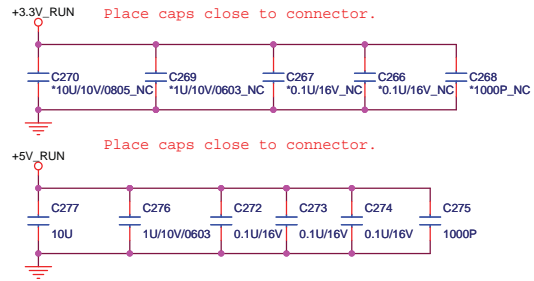 +3.3V_RUN
Place caps close to connector.
C270
*10U/10V/0805_NC
C269
*1U/10V/0603_NC
C267
*0.1U/16V_NC
C266
*0.1U/16V_NC
C268
*1000P_NC
+5V_RUN
Place caps close to connector.
C277
10U
C276
1U/10V/0603
C272
0.1U/16V
C273
0.1U/16V
C274
0.1U/16V
C275
1000P